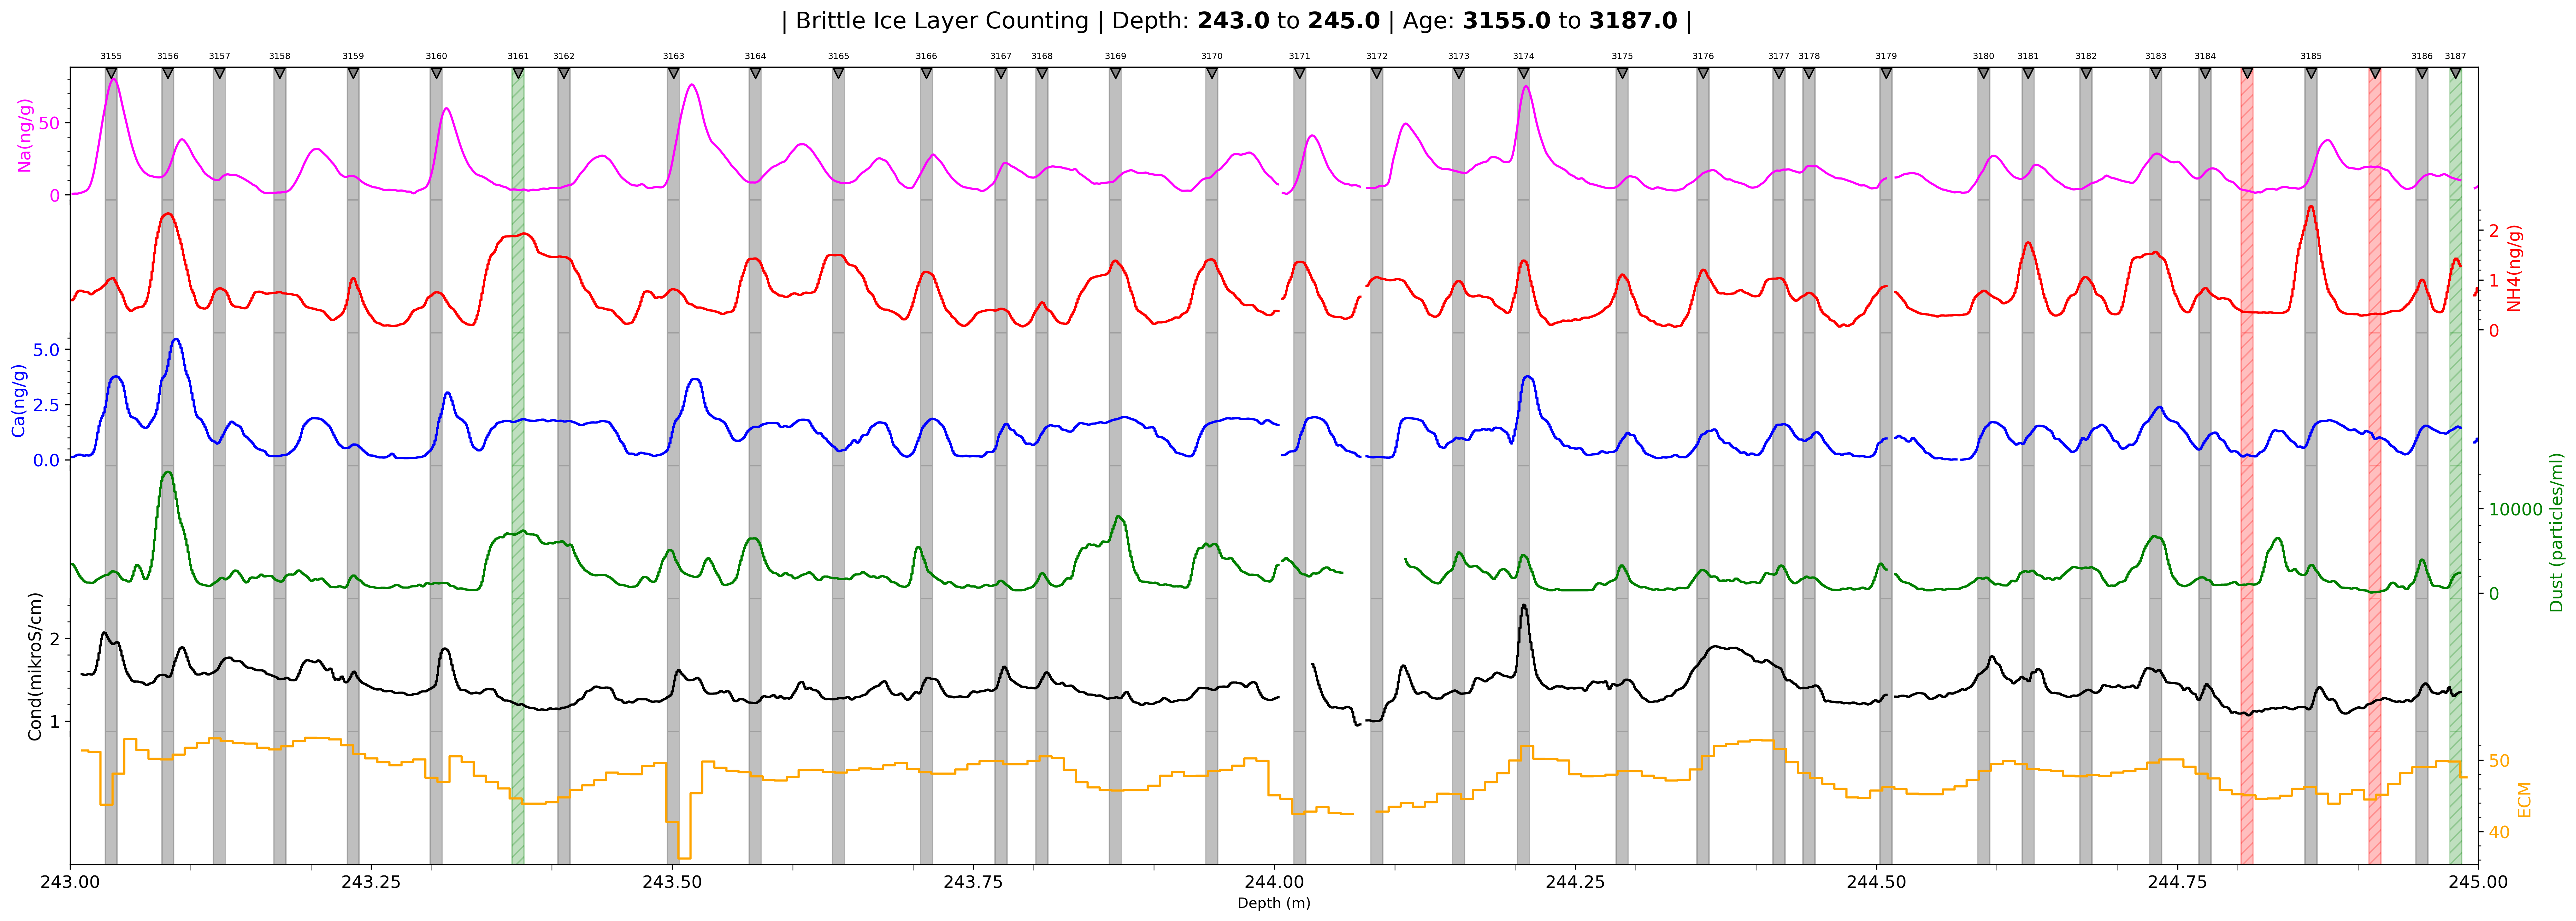 | Brittle Ice Layer Counting | Depth: 243.0 to 245.0 | Age: 3155.0 to 3187.0 |
3155 3156 3157 3158 3159 3160 3161 3162 3163 3164 3165 3166 3167 3168 3169 3170 3171 3172 3173 3174 3175 3176 3177 3178 3179 3180 3181 3182 3183 3184 3185 3186 3187
Na(ng/g)
50
0
NH4(ng/g)
2
1
0
Ca(ng/g)
5.0
2.5
0.0
Dust (particles/ml)
10000
0
Cond(mikroS/cm)
2
1
ECM
50
40
243.00 243.25 243.50 243.75 244.00 244.25 244.50 244.75 245.00
Depth (m)